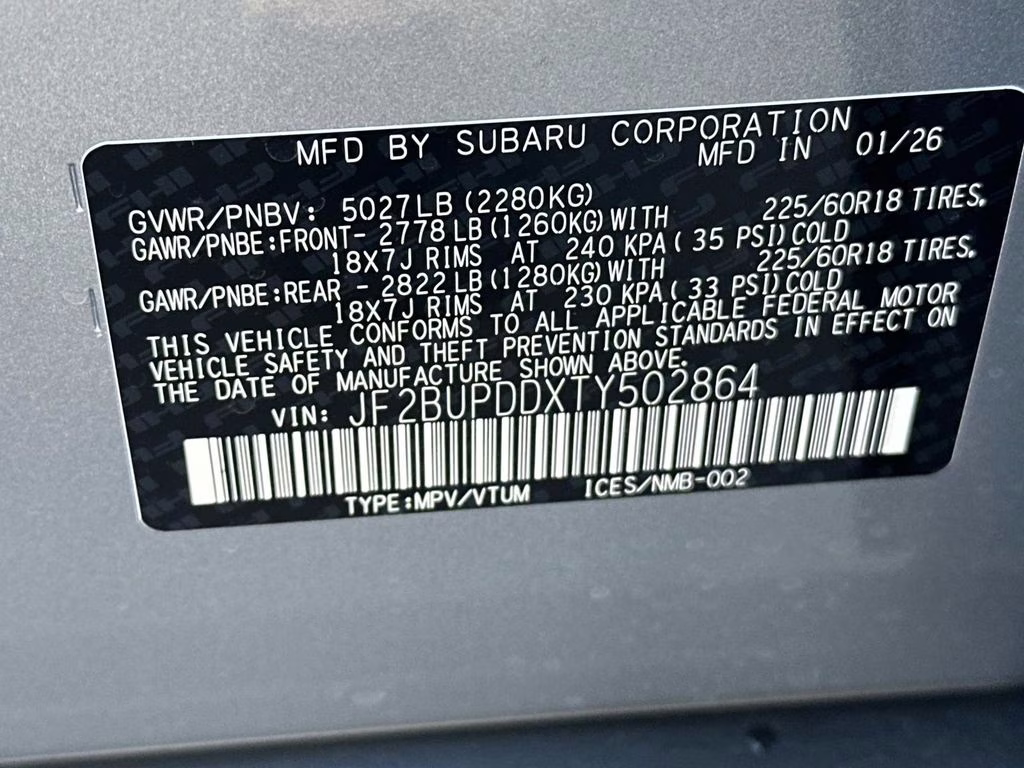 MFD BY SUBARU CORPORATION
MFD IN 01/26
GVWR/PNBV: 5027LB (2280KG)
GAWR/PNBE:FRONT- 2778 LB (1260KG) WITH 225/60R18 TIRES.
18X7J RIMS AT 240 KPA ( 35 PSI) COLD
GAWR/PNBE:REAR - 2822 LB (1280KG) WITH 225/60R18 TIRES.
18X7J RIMS AT 230 KPA ( 33 PSI) COLD
THIS VEHICLE CONFORMS TO ALL APPLICABLE FEDERAL MOTOR
VEHICLE SAFETY AND THEFT PREVENTION STANDARDS IN EFFECT ON
THE DATE OF MANUFACTURE SHOWN ABOVE.
VIN: JF2BUPDDXTY502864
TYPE:MPV/VTUM ICES/NMB-002